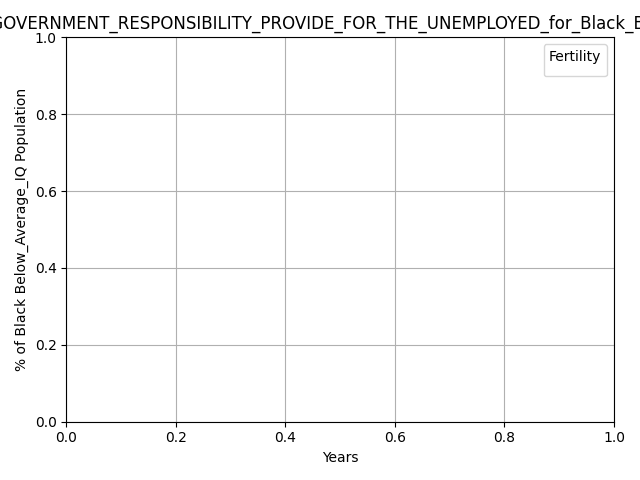 GOVERNMENT_RESPONSIBILITY_PROVIDE_FOR_THE_UNEMPLOYED_for_Black_B
Fertility
1.0
0.8
0.6
0.4
0.2
0.0
% of Black Below_Average_IQ Population
0.0 0.2 0.4 0.6 0.8 1.0
Years